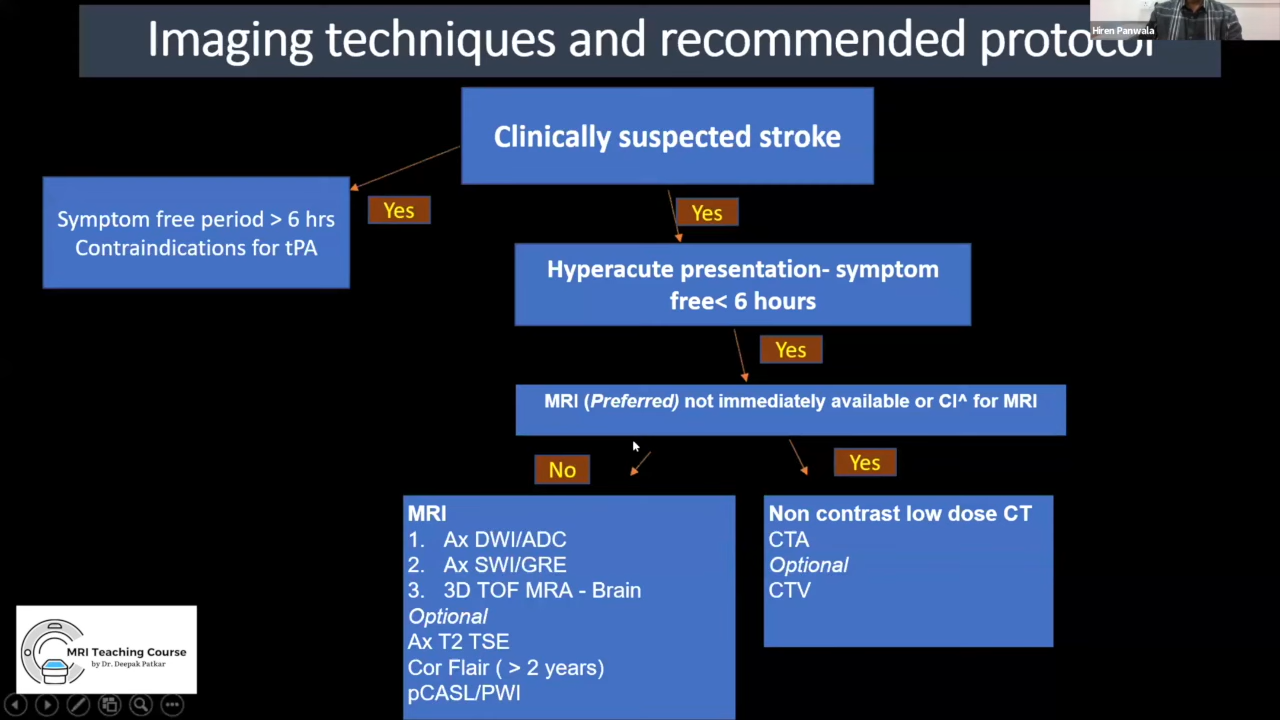 Imaging techniques and recommended protocol
Hiren Panwala
Clinically suspected stroke
Symptom free period > 6 hrs
Contraindications for tPA
Yes
Yes
Hyperacute presentation- symptom
free< 6 hours
Yes
MRI (Preferred) not immediately available or CI^ for MRI
No
Yes
MRI
1. Ax DWI/ADC
2. Ax SWI/GRE
3. 3D TOF MRA - Brain
Optional
Ax T2 TSE
Cor Flair ( > 2 years)
pCASL/PWI
Non contrast low dose CT
CTA
Optional
CTV
MRI Teaching Course
by Dr. Deepak Patkar